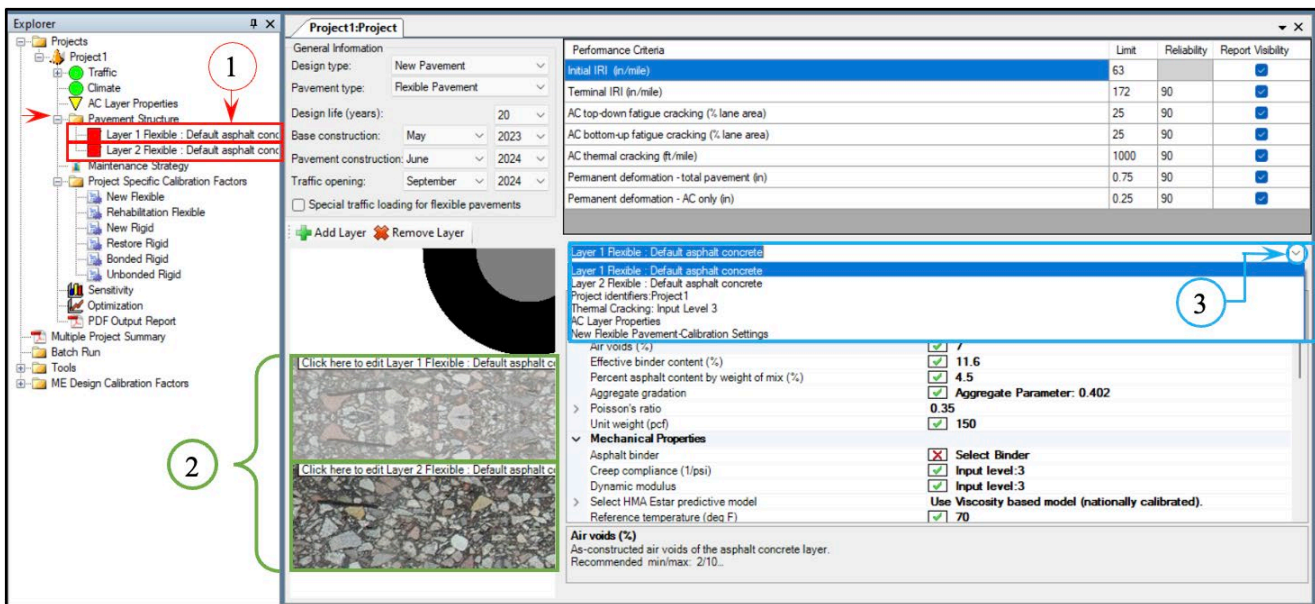 Explorer
Projects
Project1
Traffic
Climate
AC Layer Properties
Pavement Structure
Layer 1 Flexible : Default asphalt conc
Layer 2 Flexible : Default asphalt conc
Maintenance Strategy
Project Specific Calibration Factors
New Flexible
Rehabilitation Flexible
New Rigid
Restore Rigid
Bonded Rigid
Unbonded Rigid
Sensitivity
Optimization
PDF Output Report
Multiple Project Summary
Batch Run
Tools
ME Design Calibration Factors
1
2
Project1:Project
General Information
Design type: New Pavement
Pavement type: Flexible Pavement
Design life (years): 20
Base construction: May 2023
Pavement construction: June 2024
Traffic opening: September 2024
Special traffic loading for flexible pavements
Add Layer Remove Layer
Click here to edit Layer 1 Flexible : Default asphalt c
Click here to edit Layer 2 Flexible : Default asphalt c
Performance Criteria Limit Reliability Report Visibility
Initial IRI (in/mile) 63
Terminal IRI (in/mile) 172 90
AC top-down fatigue cracking (% lane area) 25 90
AC bottom-up fatigue cracking (% lane area) 25 90
AC thermal cracking (ft/mile) 1000 90
Permanent deformation - total pavement (in) 0.75 90
Permanent deformation - AC only (in) 0.25 90
Layer 1 Flexible : Default asphalt concrete
Layer 1 Flexible : Default asphalt concrete
Layer 2 Flexible : Default asphalt concrete
Project identifiers:Project1
Thermal Cracking: Input Level 3
AC Layer Properties
New Flexible Pavement-Calibration Settings
3
Air voids (%) 7
Effective binder content (%) 11.6
Percent asphalt content by weight of mix (%) 4.5
Aggregate gradation Aggregate Parameter: 0.402
Poisson's ratio 0.35
Unit weight (pcf) 150
Mechanical Properties
Asphalt binder Select Binder
Creep compliance (1/psi) Input level:3
Dynamic modulus Input level:3
Select HMA Estar predictive model Use Viscosity based model (nationally calibrated).
Reference temperature (deg F) 70
Air voids (%)
As-constructed air voids of the asphalt concrete layer.
Recommended min/max: 2/10...